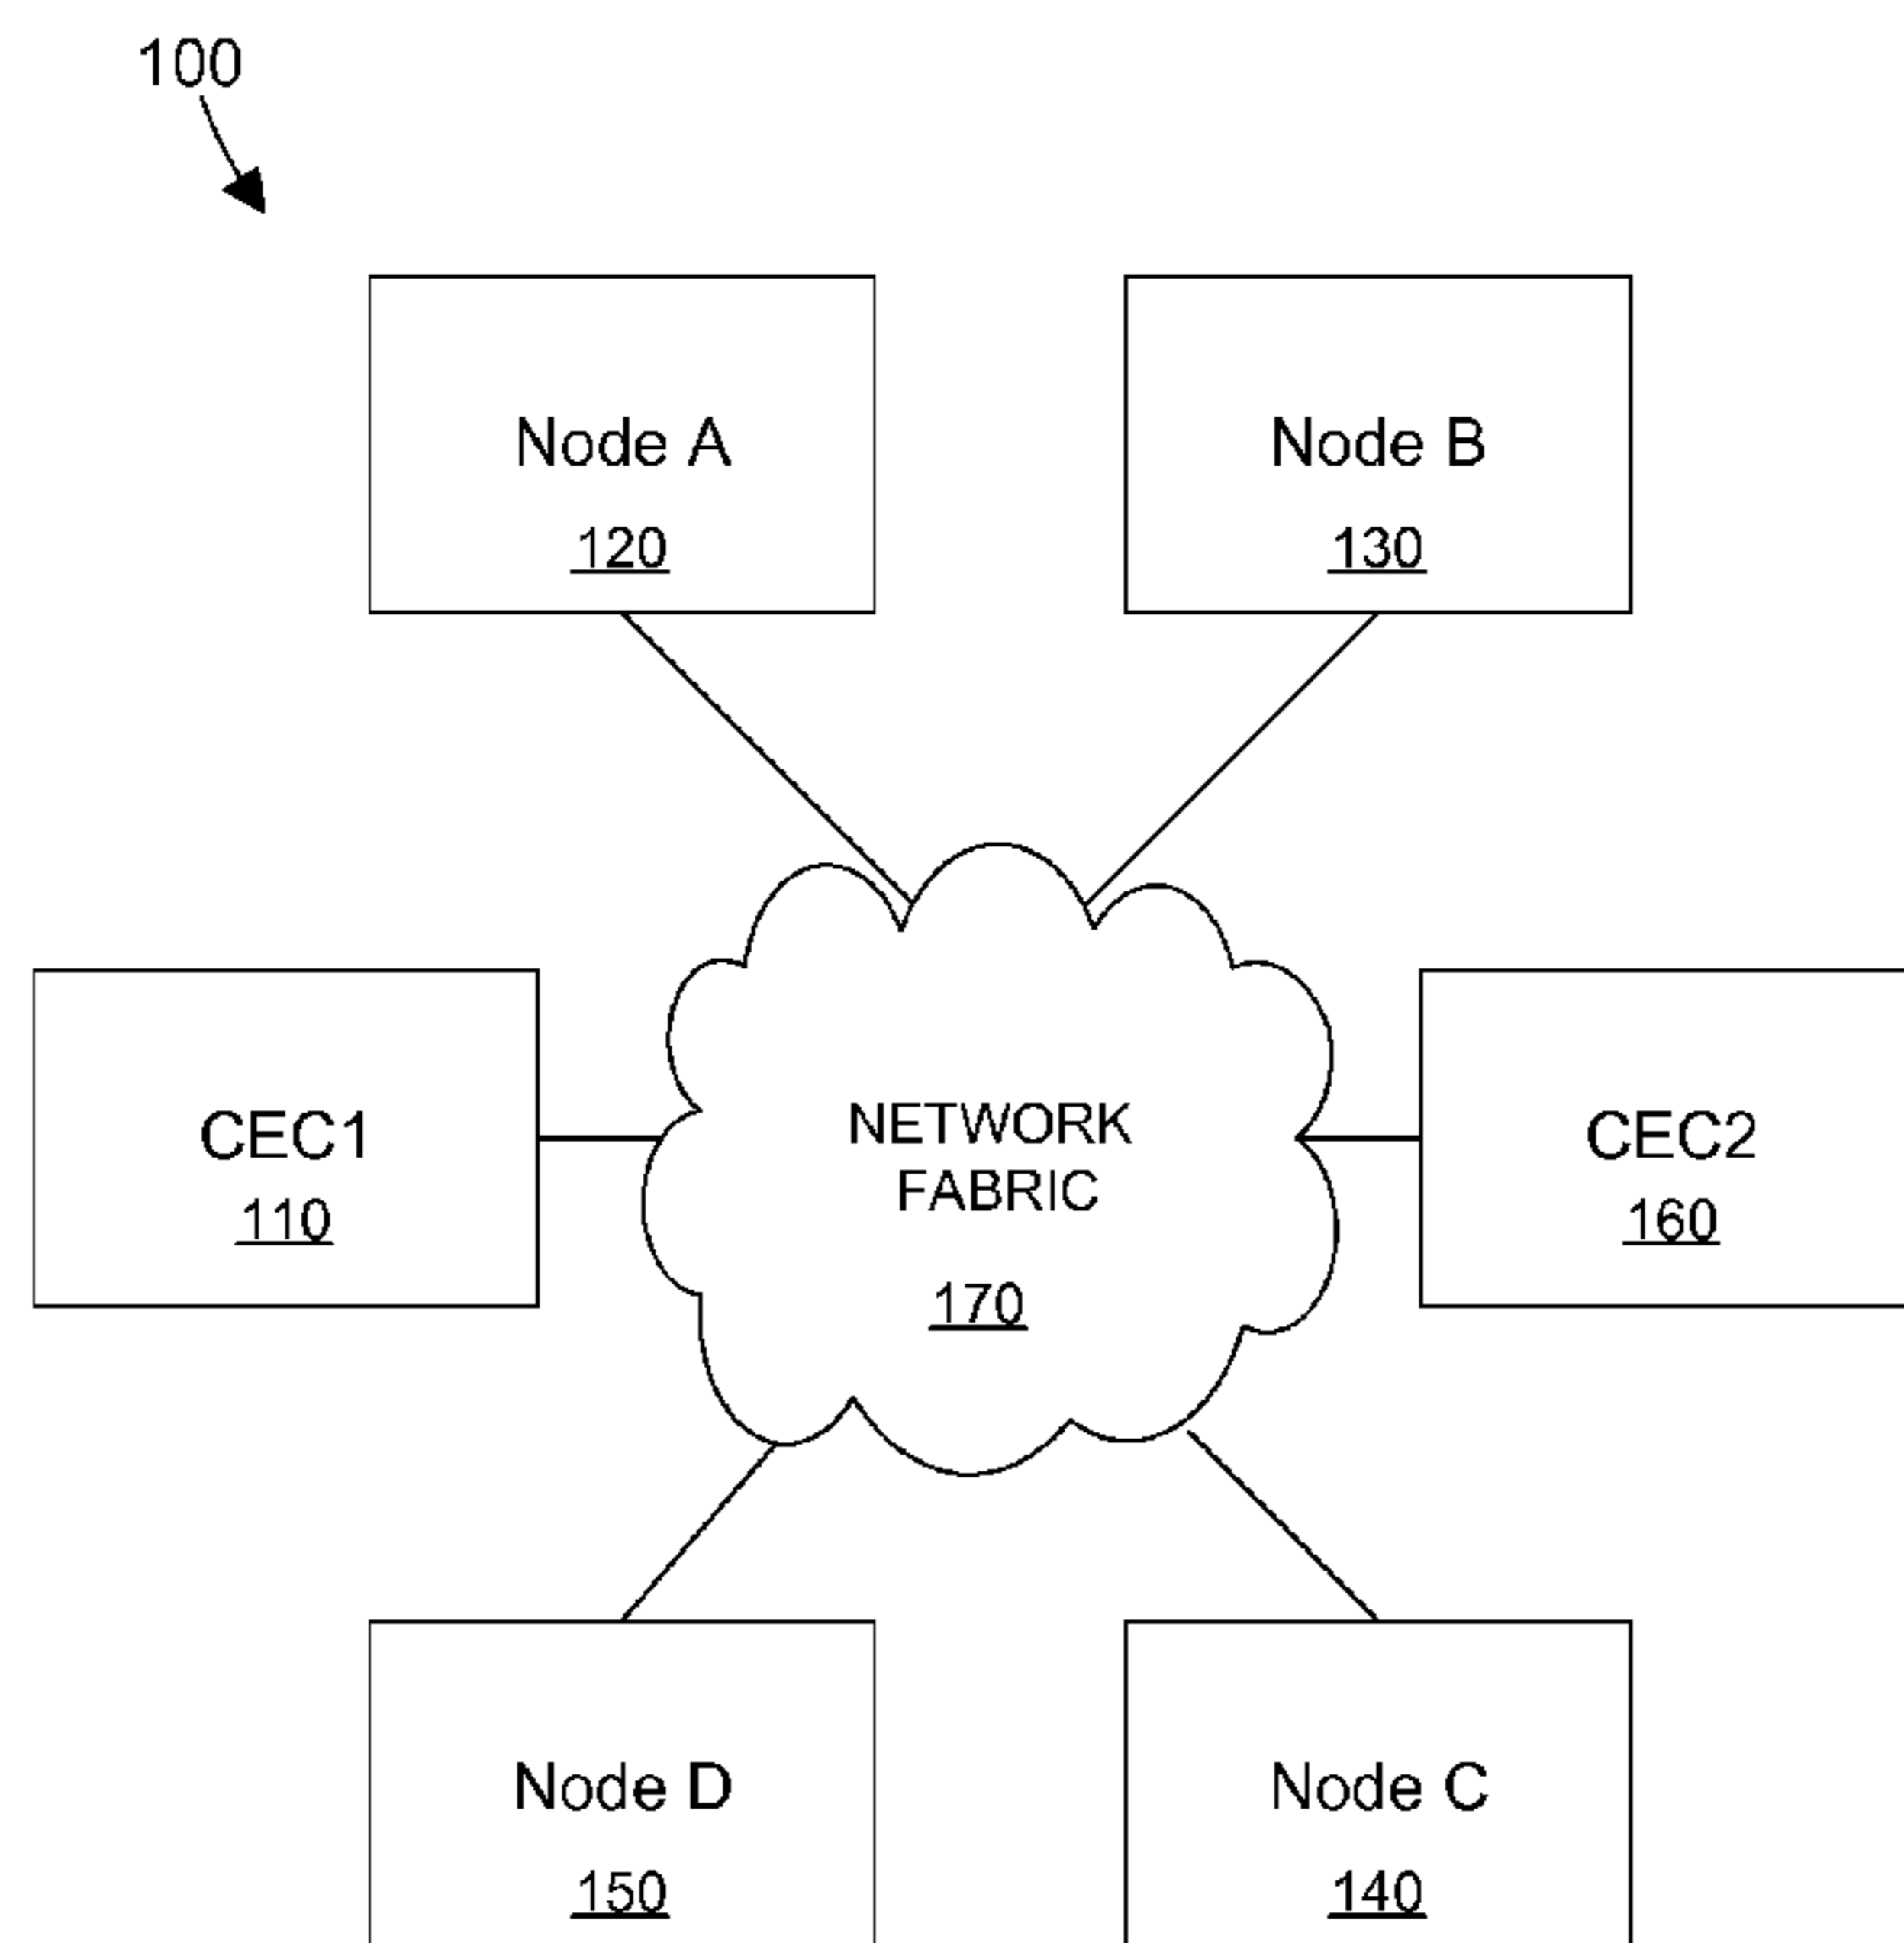 100
Node A
120
Node B
130
CEC1
110
NETWORK
FABRIC
170
CEC2
160
Node D
150
Node C
140